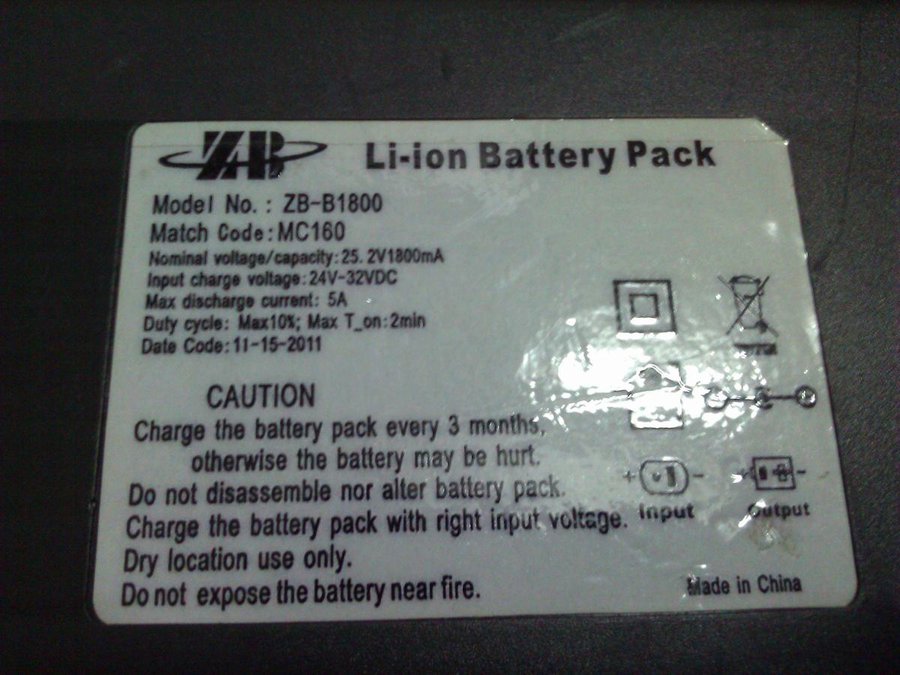 ZB Li-ion Battery Pack
Model No.: ZB-B1800
Match Code:MC160
Nominal voltage/capacity:25.2V1800mA
Input charge voltage:24V-32VDC
Max discharge current: 5A
Duty cycle: Max10%; Max T_on:2min
Date Code:11-15-2011
CAUTION
Charge the battery pack every 3 months,
otherwise the battery may be hurt.
Do not disassemble nor alter battery pack.
+ -
+ -
Charge the battery pack with right input voltage.
Input
Output
Dry location use only.
Do not expose the battery near fire.
Made in China